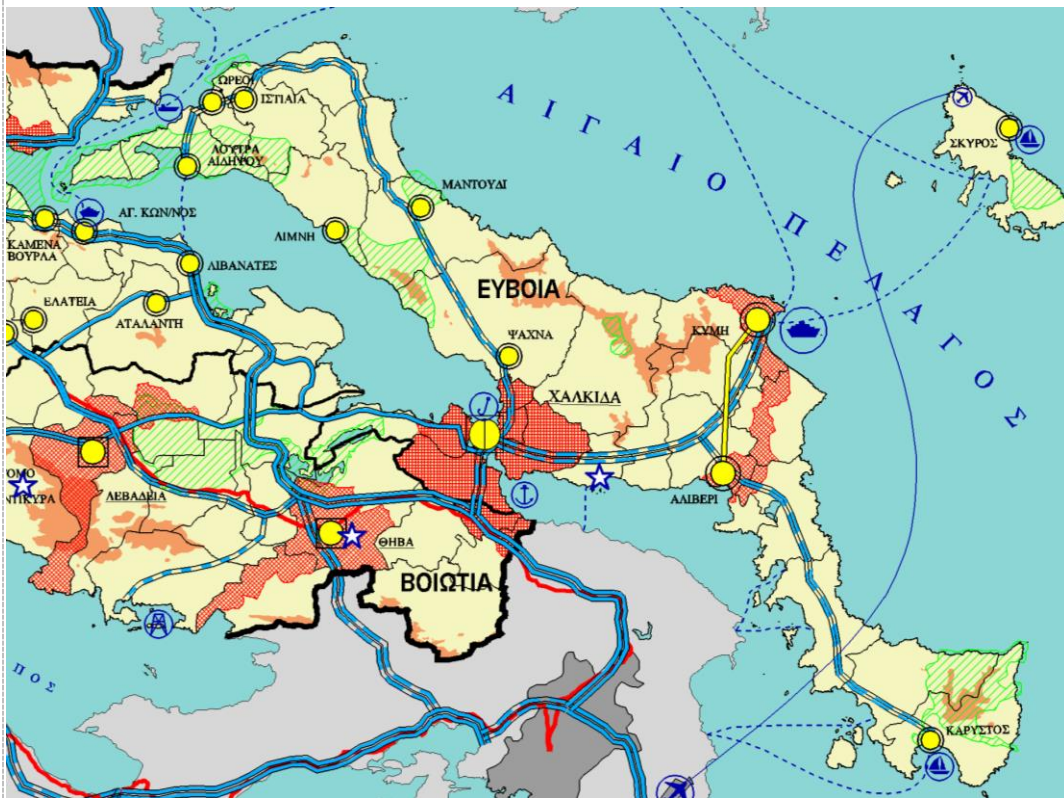 ΩΡΕΟΙ
ΙΣΤΙΑΙΑ
ΛΟΥΤΡΑ
ΑΙΔΗΨΟΥ
ΑΙΓΑΙΟ ΠΕΛΑΓΟΣ
ΣΚΥΡΟΣ
ΜΑΝΤΟΥΔΙ
ΑΓ. ΚΩΝ/ΝΟΣ
ΚΑΜΕΝΑ
ΒΟΥΡΛΑ
ΛΙΜΝΗ
ΛΙΒΑΝΑΤΕΣ
ΕΛΑΤΕΙΑ
ΑΤΑΛΑΝΤΗ
ΕΥΒΟΙΑ
ΚΥΜΗ
ΨΑΧΝΑ
ΧΑΛΚΙΔΑ
ΛΕΒΑΔΕΙΑ
ΑΛΙΒΕΡΙ
ΘΗΒΑ
ΒΟΙΩΤΙΑ
ΠΟΣ
ΚΑΡΥΣΤΟΣ